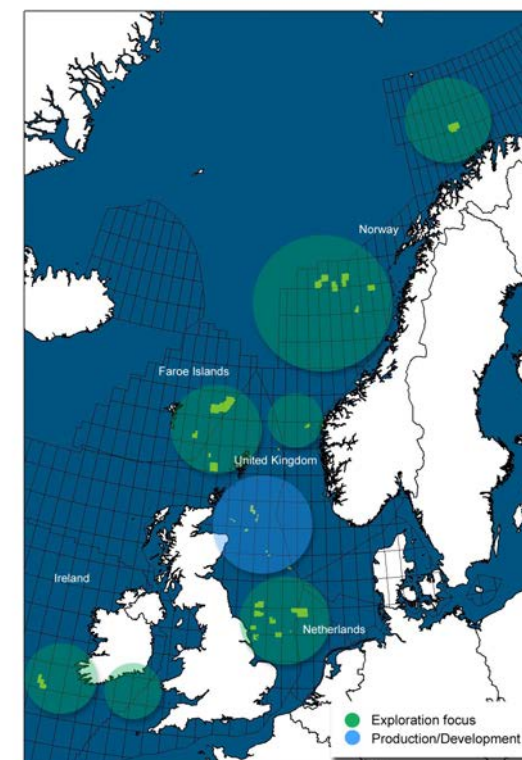 Norway
Faroe Islands
United Kingdom
Ireland
Netherlands
Exploration focus
Production/Development